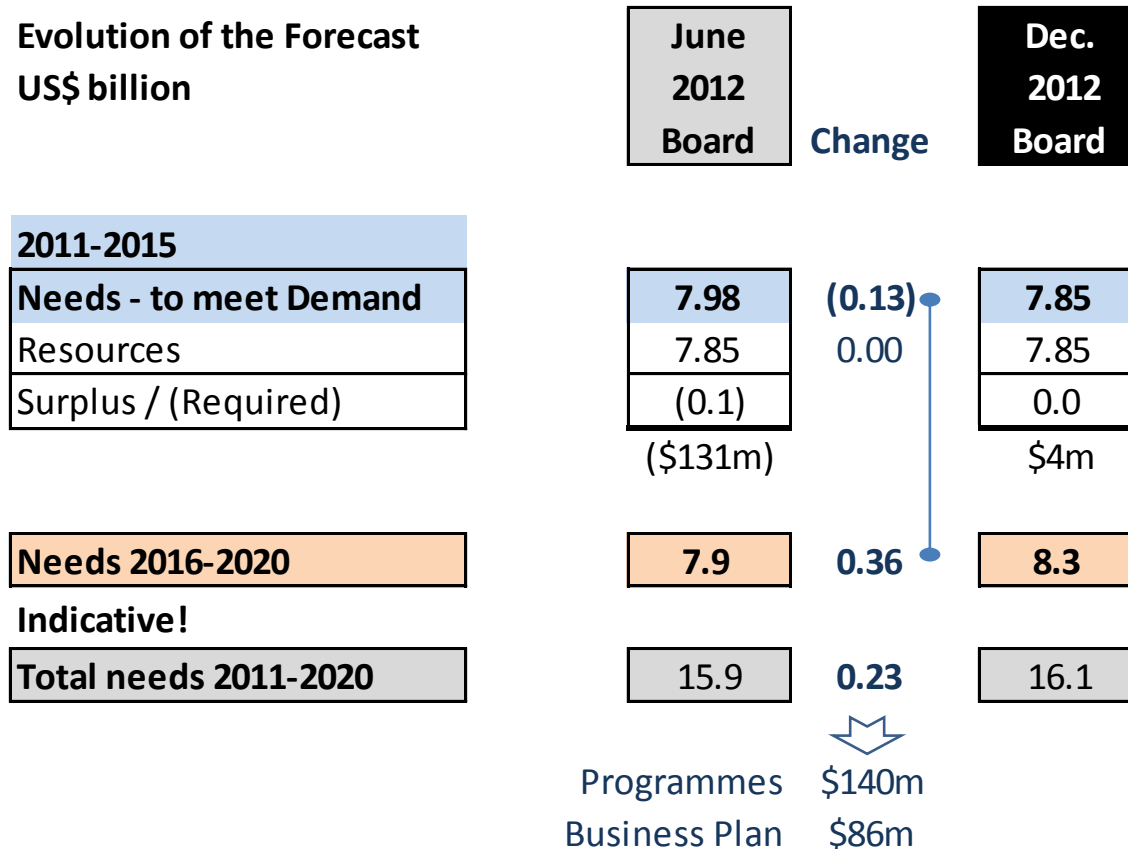 Evolution of the Forecast June Dec.
US$ billion 2012 2012
Board Change Board
2011-2015
Needs - to meet Demand 7.98 (0.13) 7.85
Resources 7.85 0.00 7.85
Surplus / (Required) (0.1) 0.0
($131m) $4m
Needs 2016-2020 7.9 0.36 8.3
Indicative!
Total needs 2011-2020 15.9 0.23 16.1
Programmes $140m
Business Plan $86m